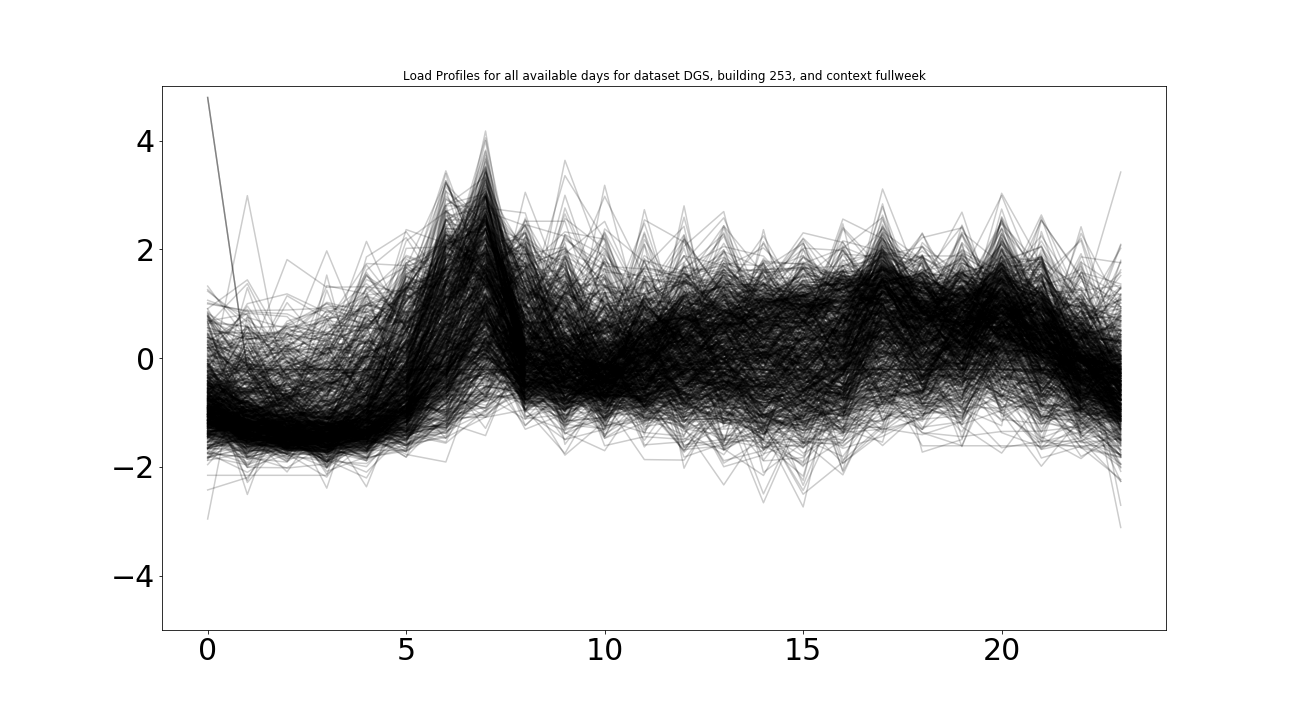 Load Profiles for all available days for dataset DGS, building 253, and context fullweek
4
2
0
−2
−4
0 5 10 15 20